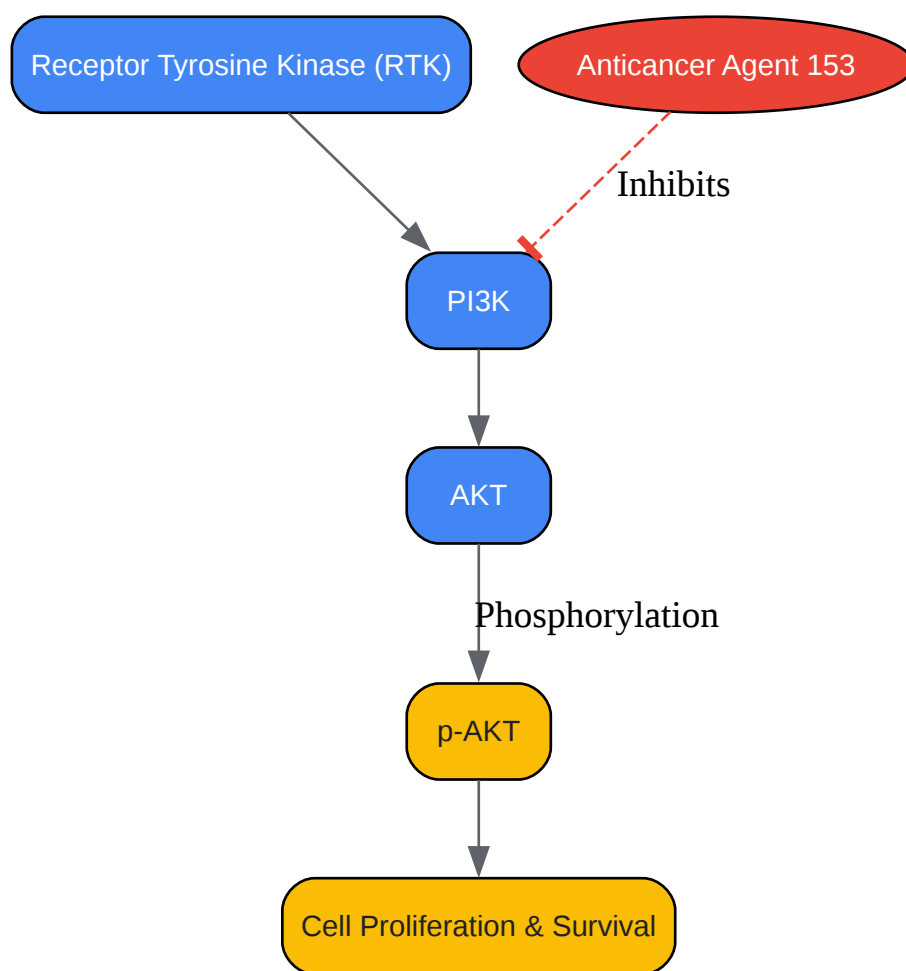 Receptor Tyrosine Kinase (RTK)
Anticancer Agent 153
Inhibits
PI3K
AKT
Phosphorylation
p-AKT
Cell Proliferation & Survival